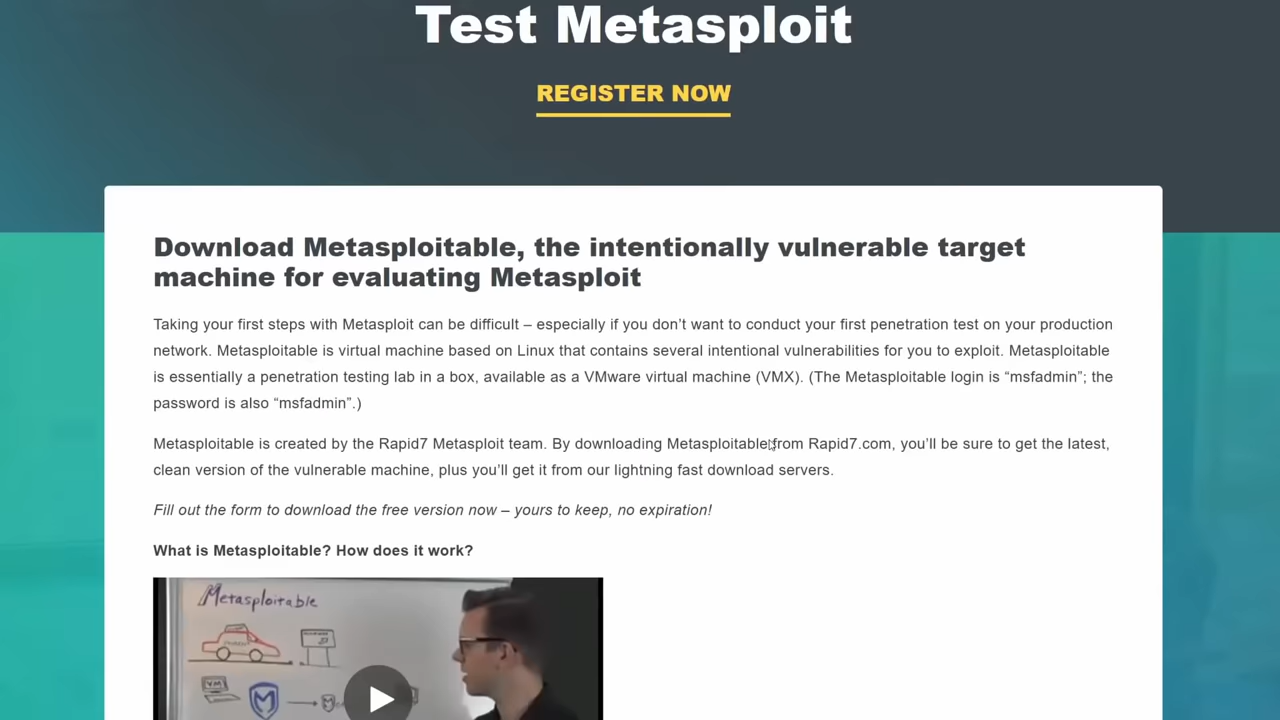 Test Metasploit
REGISTER NOW
Download Metasploitable, the intentionally vulnerable target
machine for evaluating Metasploit
Taking your first steps with Metasploit can be difficult – especially if you don’t want to conduct your first penetration test on your production
network. Metasploitable is virtual machine based on Linux that contains several intentional vulnerabilities for you to exploit. Metasploitable
is essentially a penetration testing lab in a box, available as a VMware virtual machine (VMX). (The Metasploitable login is “msfadmin”; the
password is also “msfadmin”.)
Metasploitable is created by the Rapid7 Metasploit team. By downloading Metasploitable from Rapid7.com, you’ll be sure to get the latest,
clean version of the vulnerable machine, plus you’ll get it from our lightning fast download servers.
Fill out the form to download the free version now – yours to keep, no expiration!
What is Metasploitable? How does it work?
Metasploitable
VM